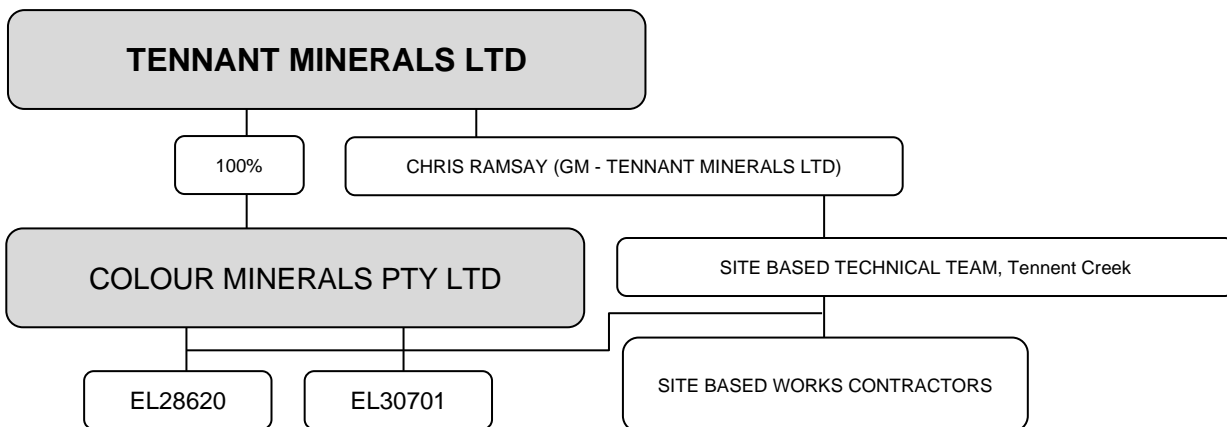 TENNANT MINERALS LTD
100%
CHRIS RAMSAY (GM - TENNANT MINERALS LTD)
COLOUR MINERALS PTY LTD
SITE BASED TECHNICAL TEAM, Tennent Creek
EL28620
EL30701
SITE BASED WORKS CONTRACTORS